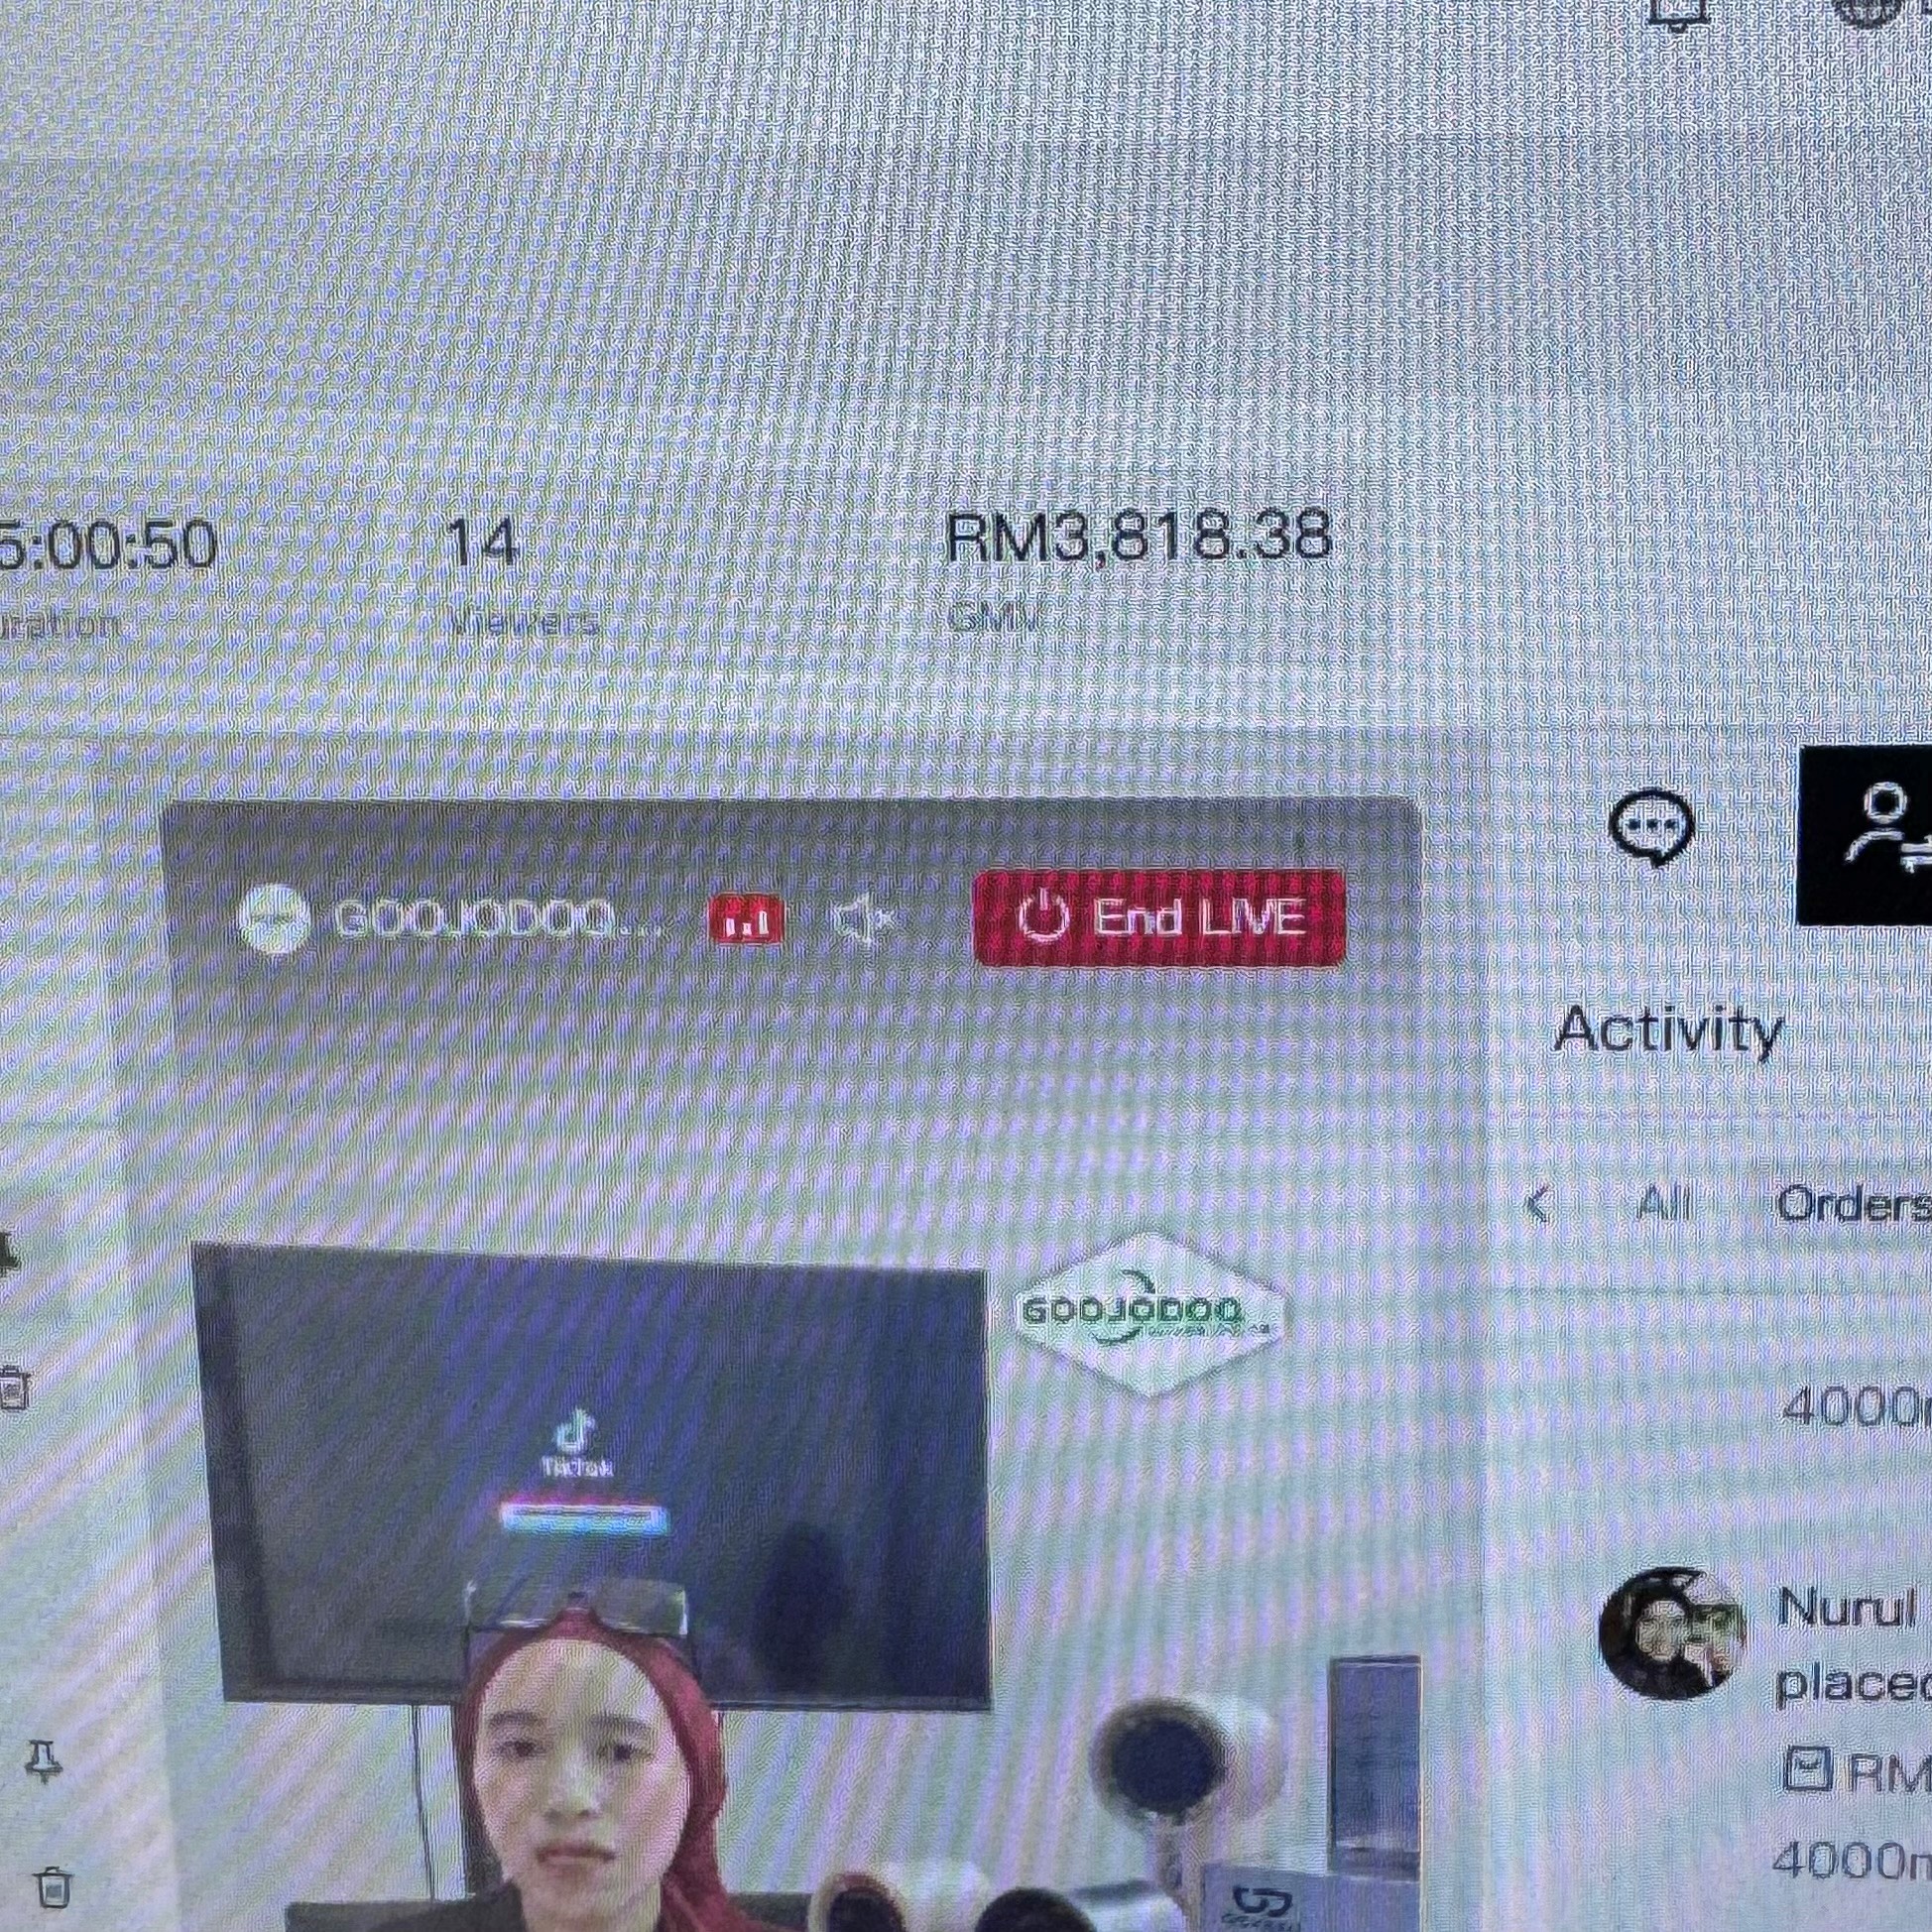 5:00:50
14
RM3,818.38
uration
Viewers
GMV
GOOJODOQ...
End LIVE
Activity
All
Orders
GOOJODOQ
4000m
TikTok
Nurul
placed
RM
4000m